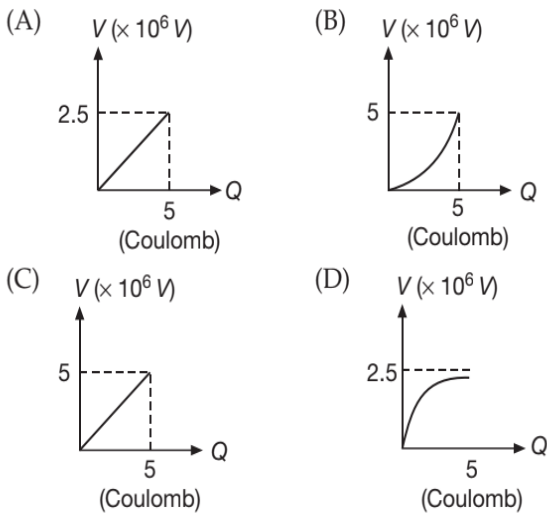 (A) V (× 10⁶ V)
2.5
Q
5
(Coulomb)
(B) V (× 10⁶ V)
5
Q
5
(Coulomb)
(C) V (× 10⁶ V)
5
Q
5
(Coulomb)
(D) V (× 10⁶ V)
2.5
Q
5
(Coulomb)